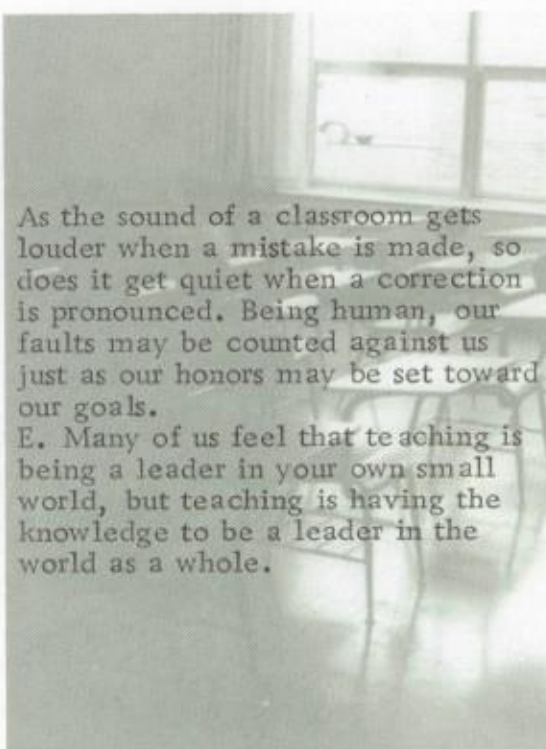 As the sound of a classroom gets
louder when a mistake is made, so
does it get quiet when a correction
is pronounced. Being human, our
faults may be counted against us
just as our honors may be set toward
our goals.
E. Many of us feel that teaching is
being a leader in your own small
world, but teaching is having the
knowledge to be a leader in the
world as a whole.